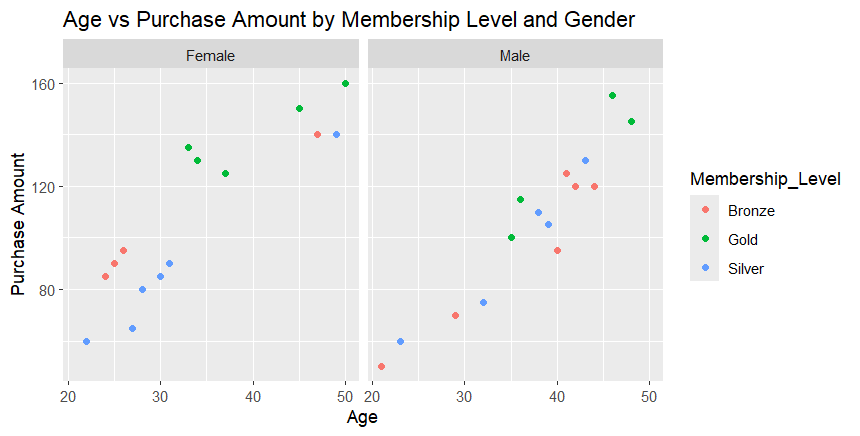 Age vs Purchase Amount by Membership Level and Gender
Female
Male
Purchase Amount
160
120
80
20
30
40
50
20
30
40
50
Age
Membership_Level
Bronze
Gold
Silver